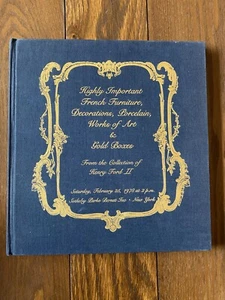 Highly Important
French Furniture,
Decorations, Porcelain,
Works of Art
&
Gold Boxes
From the Collection of
Henry Ford II
Saturday, February 25, 1978 at 2 p.m.
Sotheby Parke Bernet Inc • New York